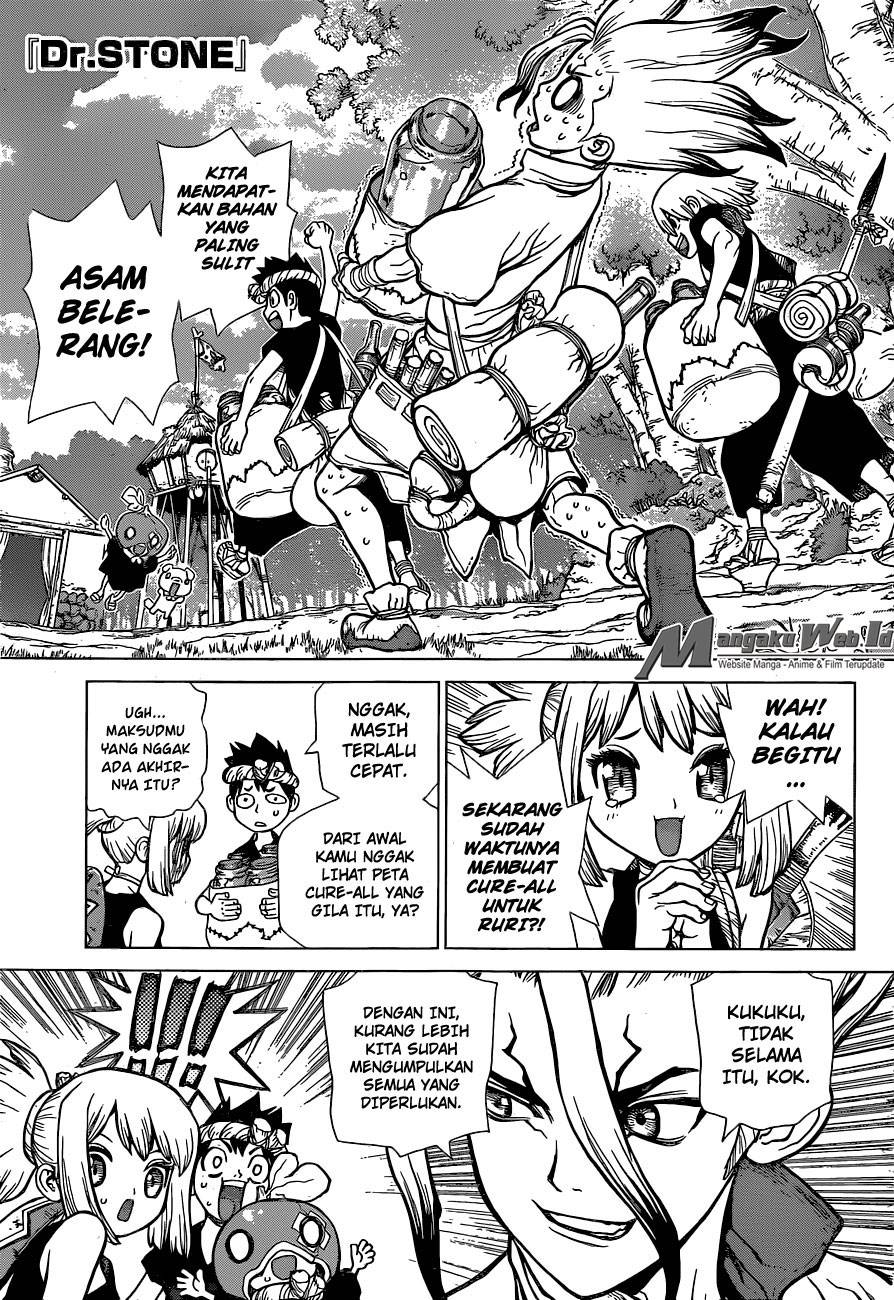 『Dr.STONE』
KITA
MENDAPAT-
KAN BAHAN
YANG
PALING
SULIT
ASAM
BELE-
RANG!
Mangaku Web Id
Website Manga - Anime & Film Terupdate
WAH!
KALAU
BEGITU
...
SEKARANG
SUDAH
WAKTUNYA
MEMBUAT
CURE-ALL
UNTUK
RURI?!
NGGAK,
MASIH
TERLALU
CEPAT.
DARI AWAL
KAMU NGGAK
LIHAT PETA
CURE-ALL YANG
GILA ITU, YA?
UGH...
MAKSUDMU
YANG NGGAK
ADA AKHIR-
NYA ITU?
KUKUKU,
TIDAK
SELAMA
ITU, KOK.
DENGAN INI,
KURANG LEBIH
KITA SUDAH
MENGUMPULKAN
SEMUA YANG
DIPERLUKAN.
!!!